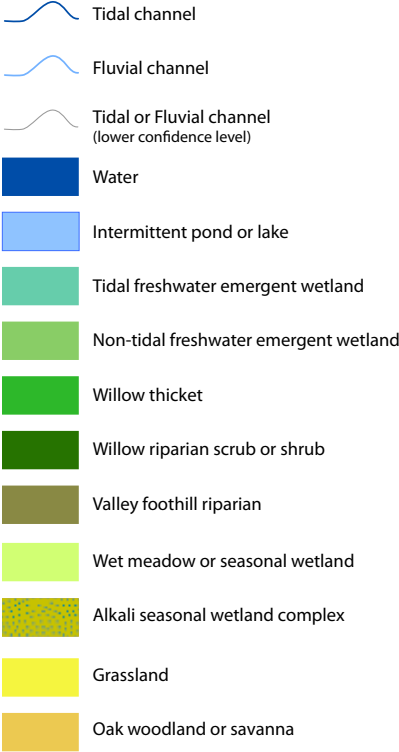 Tidal channel
Fluvial channel
Tidal or Fluvial channel
(lower confidence level)
Water
Intermittent pond or lake
Tidal freshwater emergent wetland
Non-tidal freshwater emergent wetland
Willow thicket
Willow riparian scrub or shrub
Valley foothill riparian
Wet meadow or seasonal wetland
Alkali seasonal wetland complex
Grassland
Oak woodland or savanna